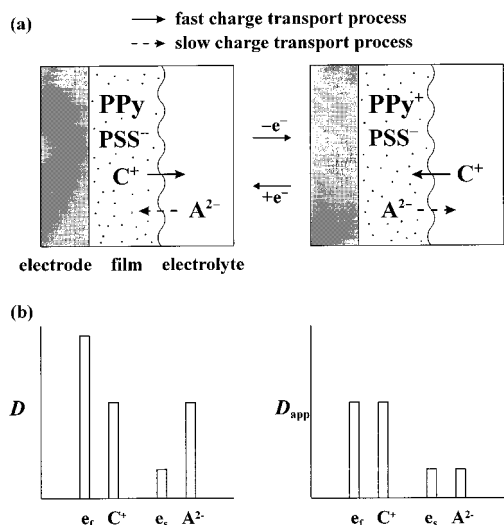 (a)
fast charge transport process
slow charge transport process
PPy
PSS⁻
C⁺
A²⁻
−e⁻
+e⁻
PPy⁺
PSS⁻
C⁺
A²⁻
electrode film electrolyte
(b)
D
e_f C⁺ e_s A²⁻
D_app
e_f C⁺ e_s A²⁻